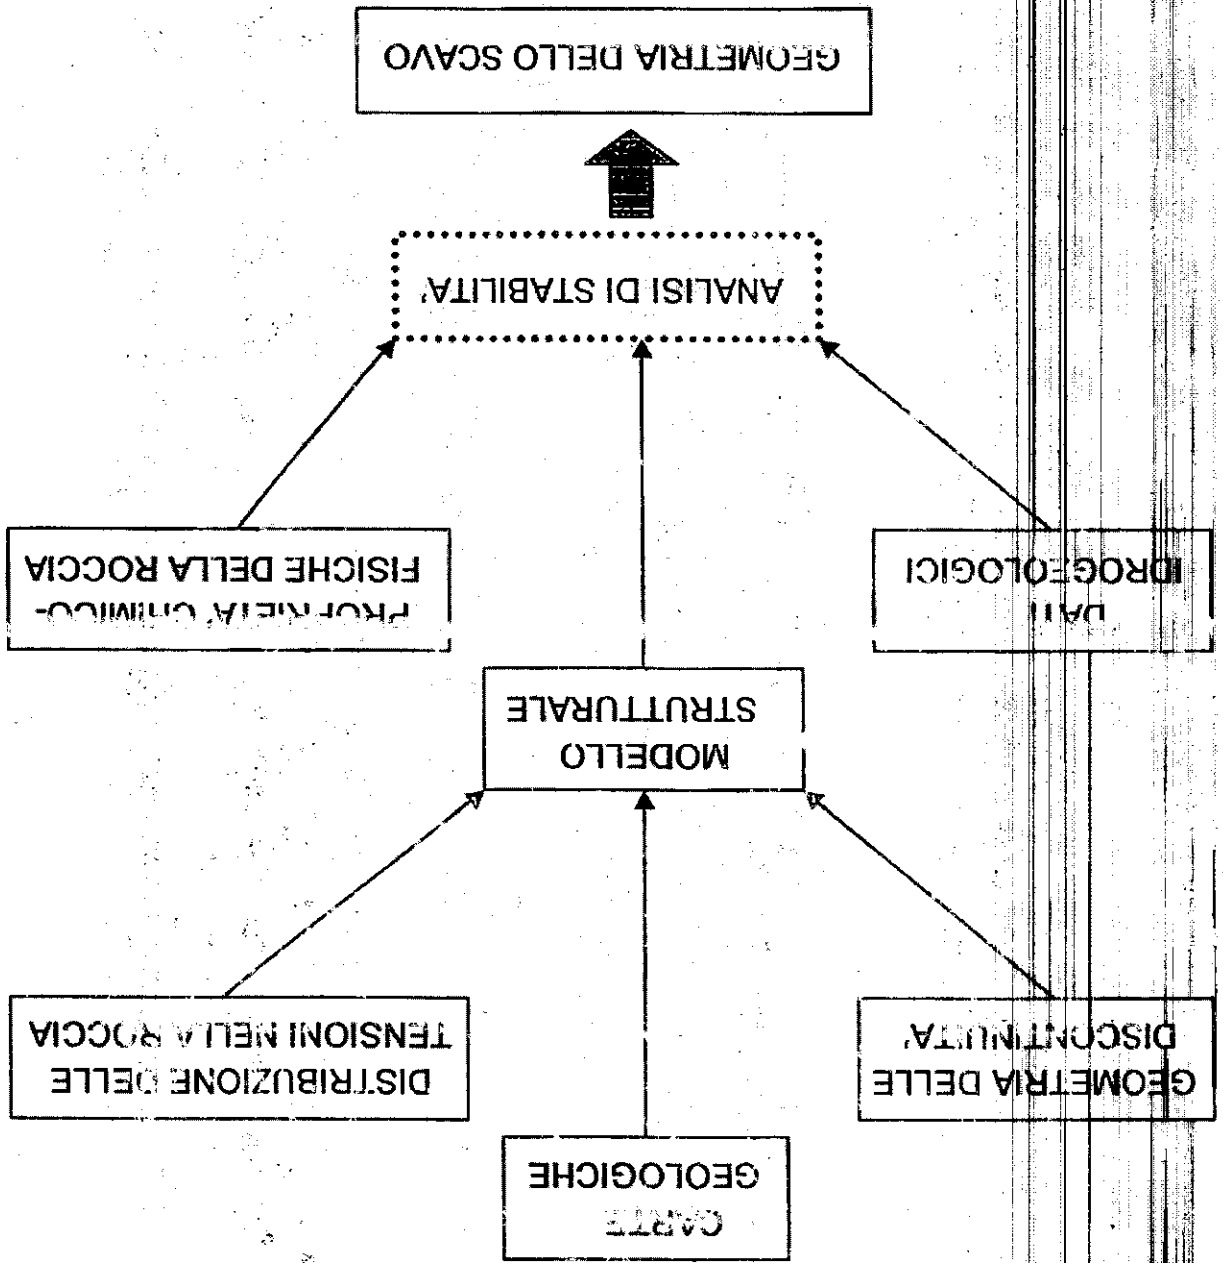 CARTE
GEOLOGICHE
GEOMETRIA DELLE
DISCONTINUITA'
DISTRIBUZIONE DELLE
TENSIONI NELLA ROCCIA
MODELLO
STRUTTURALE
DATI
IDROGEOLOGICI
PROPRIETA' CHIMICO-
FISICHE DELLA ROCCIA
ANALISI DI STABILITA'
GEOMETRIA DELLO SCAVO